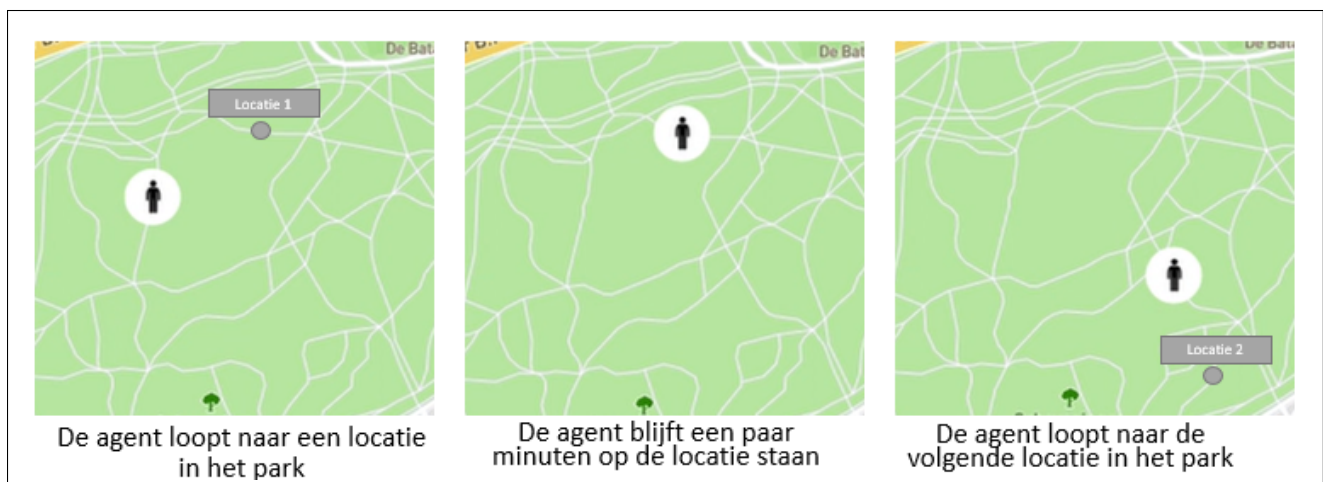 De Bat
Locatie 1
De agent loopt naar een locatie
in het park
r B
De Bat
De agent blijft een paar
minuten op de locatie staan
De Bat
Locatie 2
De agent loopt naar de
volgende locatie in het park